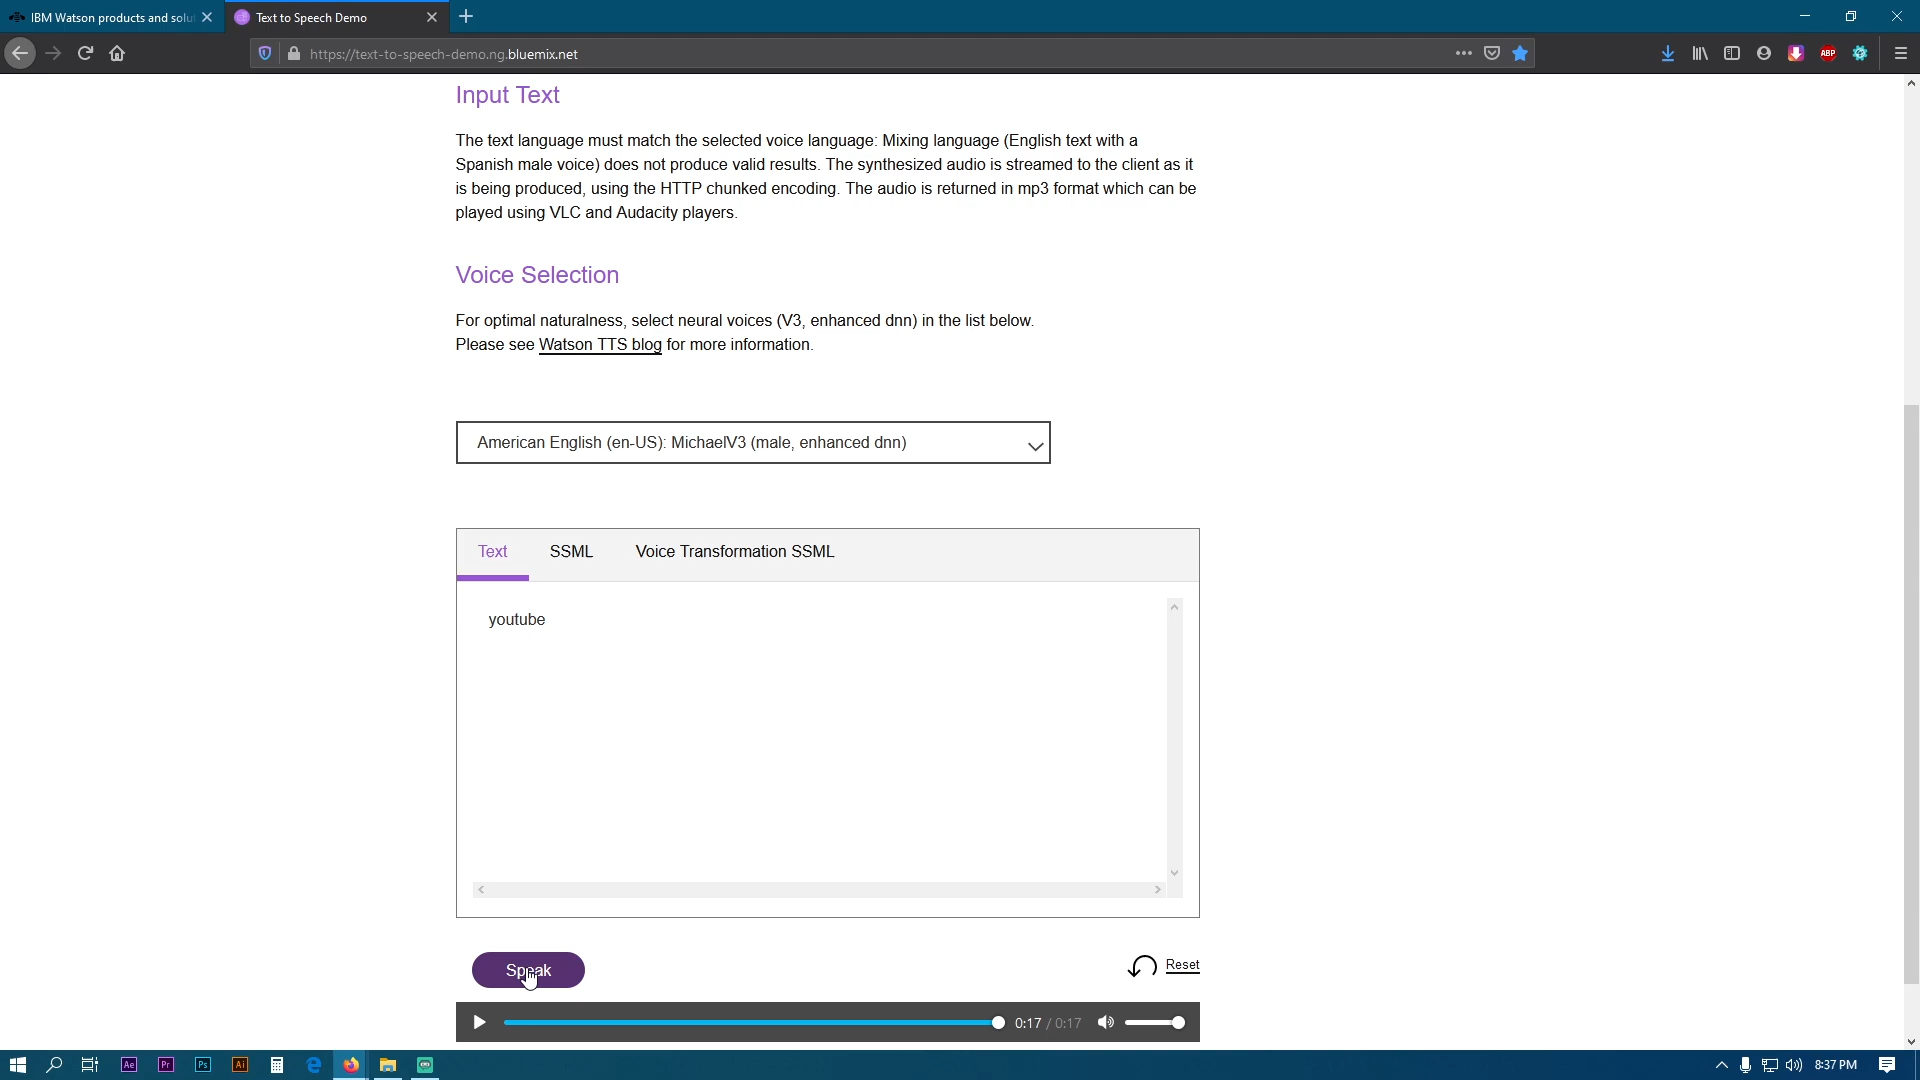 IBM Watson products and solu
Text to Speech Demo
https://text-to-speech-demo.ng.bluemix.net
ABP
Input Text
The text language must match the selected voice language: Mixing language (English text with a
Spanish male voice) does not produce valid results. The synthesized audio is streamed to the client as it
is being produced, using the HTTP chunked encoding. The audio is returned in mp3 format which can be
played using VLC and Audacity players.
Voice Selection
For optimal naturalness, select neural voices (V3, enhanced dnn) in the list below.
Please see Watson TTS blog for more information.
American English (en-US): MichaelV3 (male, enhanced dnn)
Text SSML Voice Transformation SSML
youtube
Speak
Reset
0:17 / 0:17
Ae Pr Ps Ai
8:37 PM